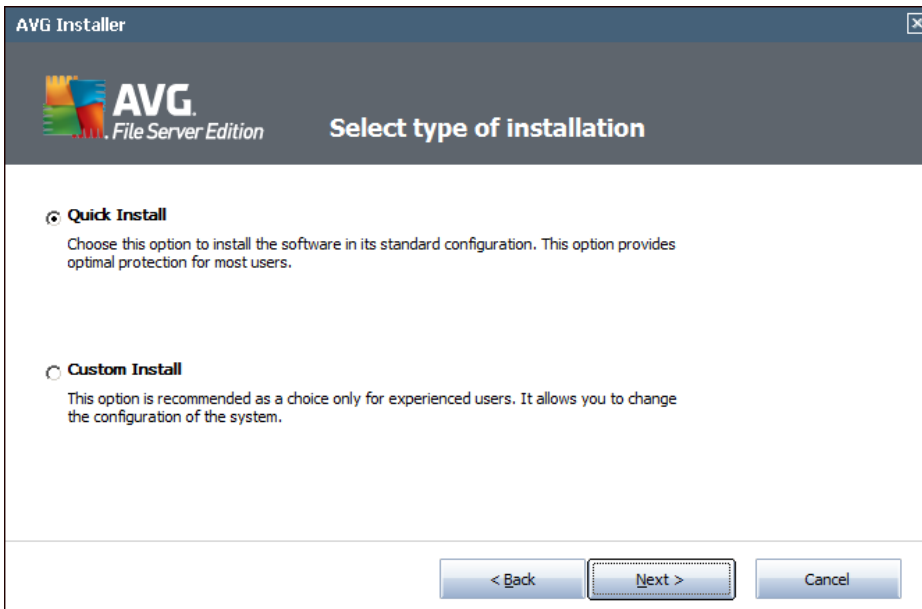 AVG Installer
AVG.
File Server Edition
Select type of installation
Quick Install
Choose this option to install the software in its standard configuration. This option provides
optimal protection for most users.
Custom Install
This option is recommended as a choice only for experienced users. It allows you to change
the configuration of the system.
< Back
Next >
Cancel